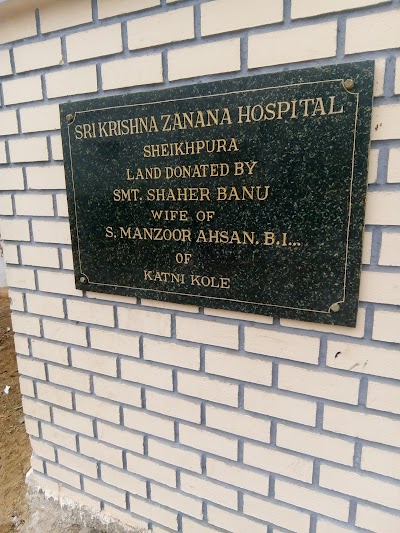 SRI KRISHNA ZANANA HOSPITAL
SHEIKHPURA
LAND DONATED BY
SMT. SHAHER BANU
WIFE OF
S. MANZOOR AHSAN, B.I...
OF
KATNI KOLE